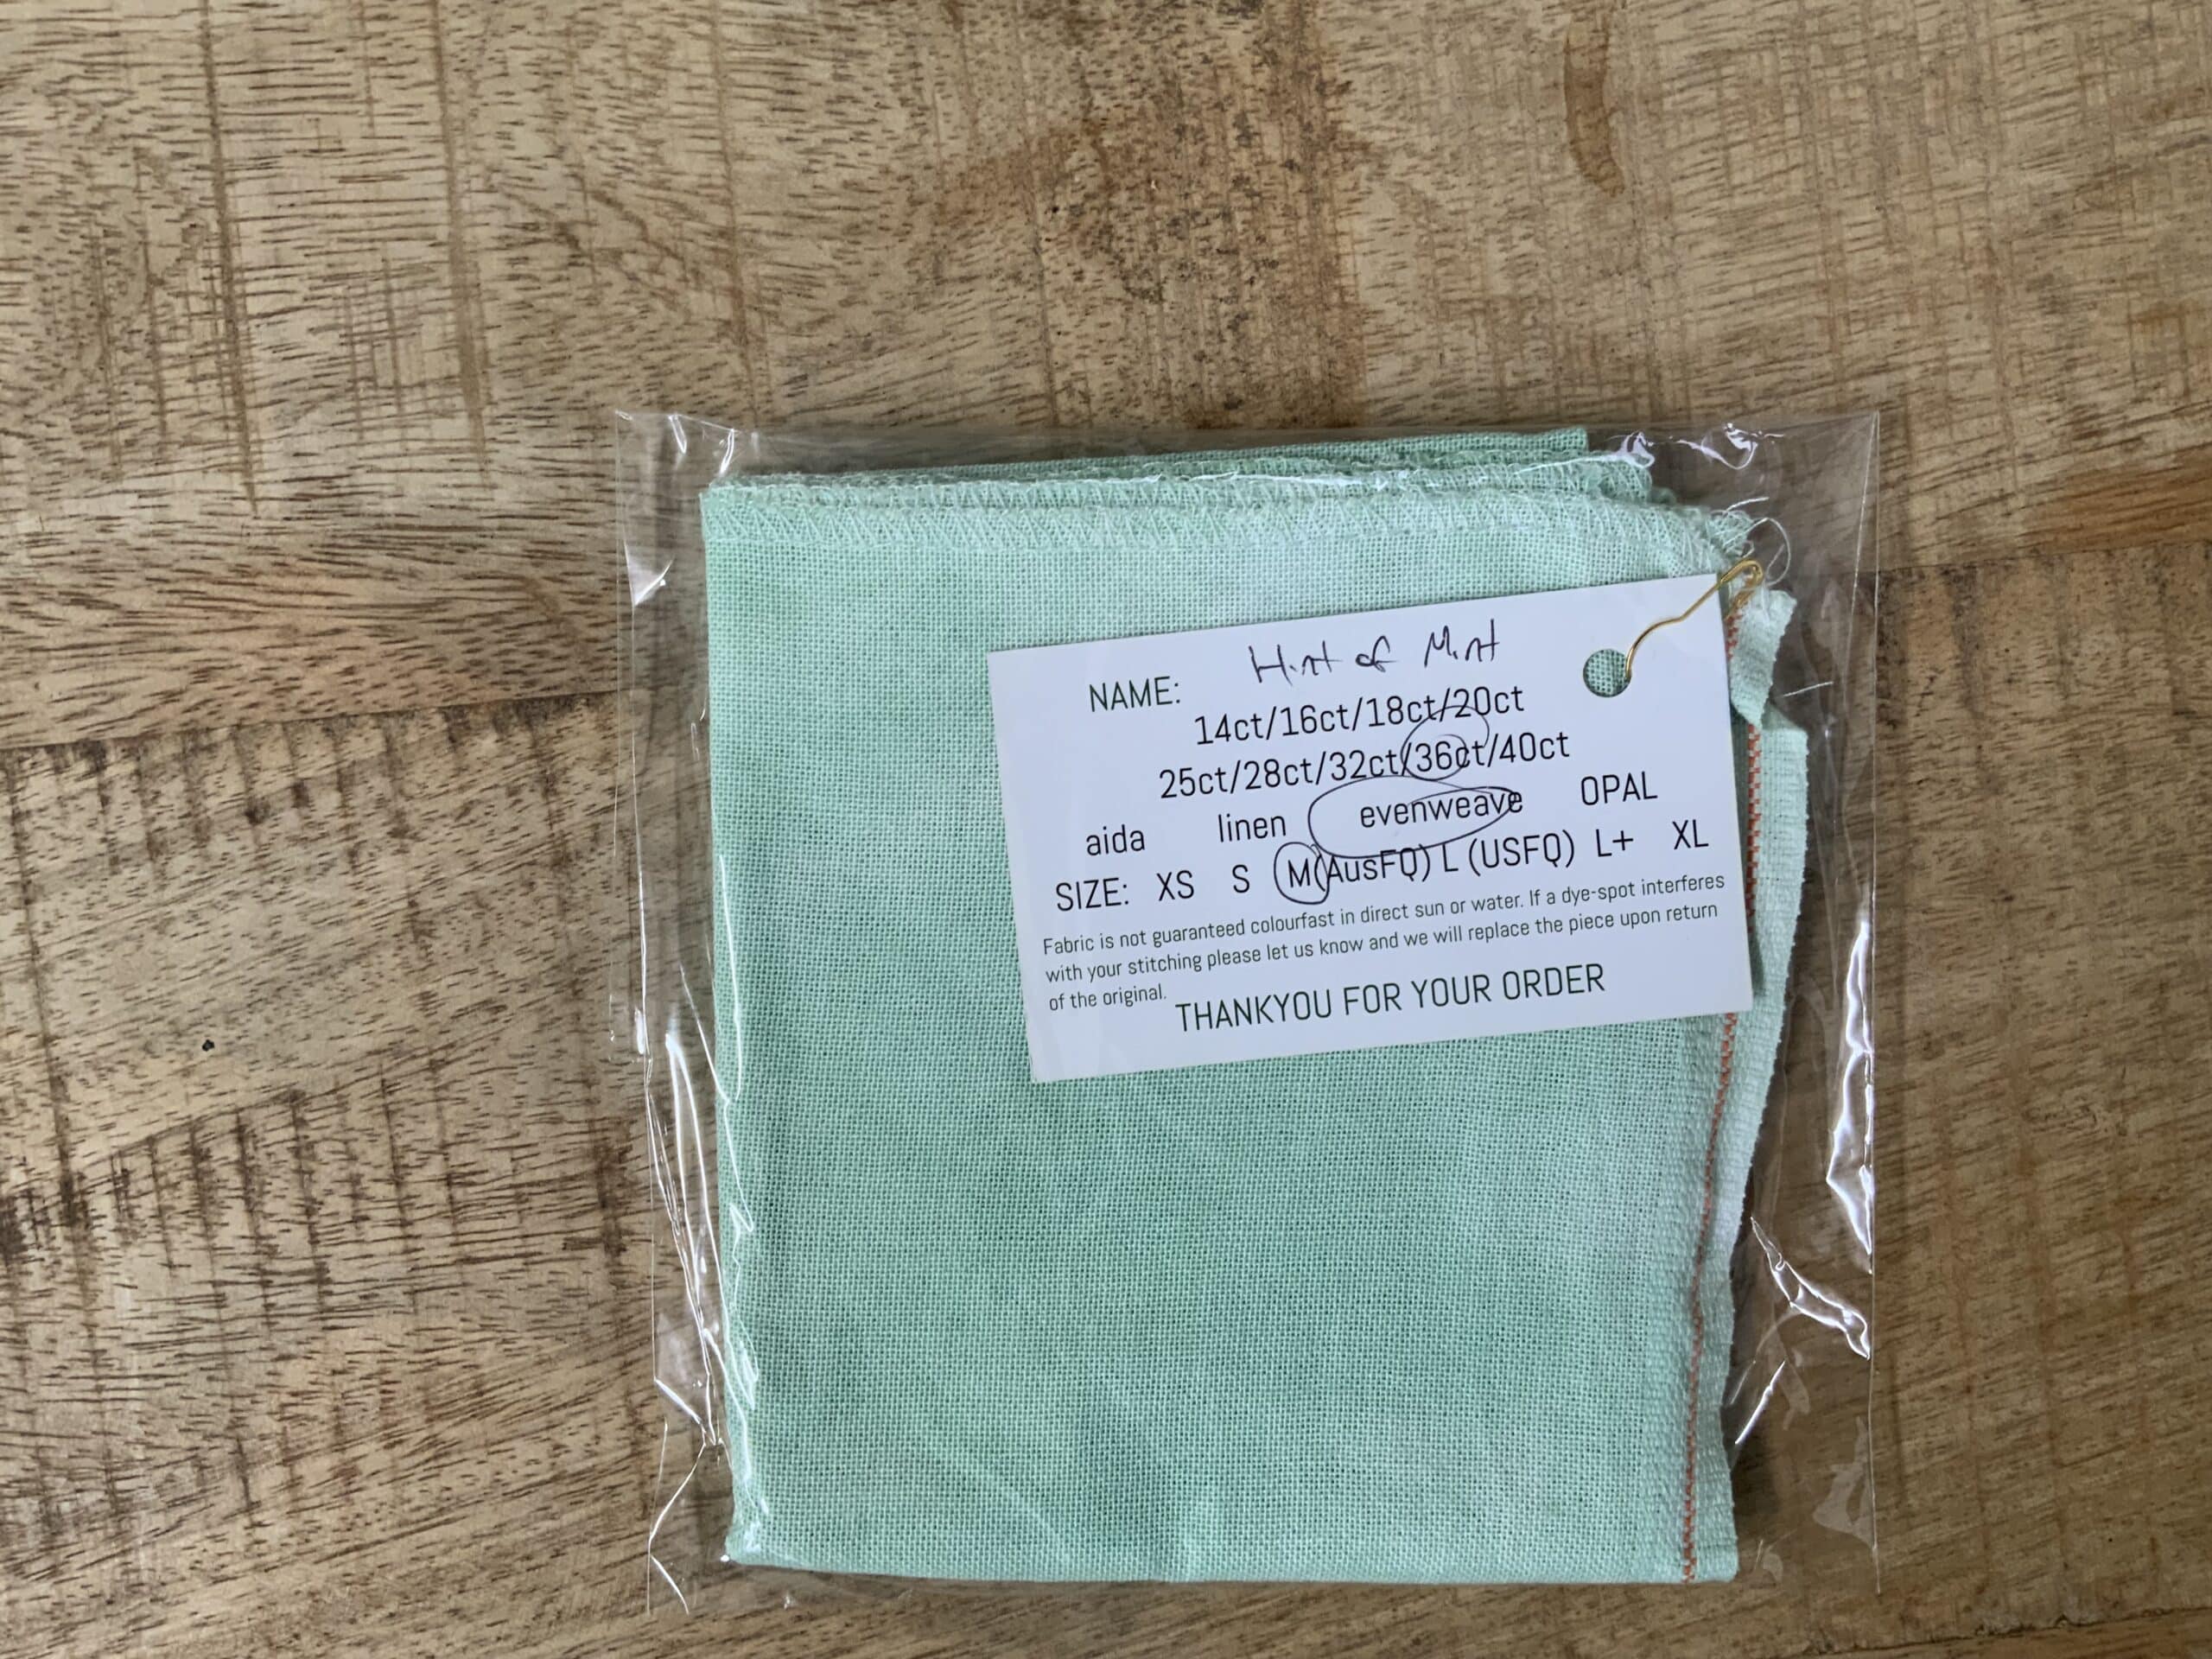 NAME: Hint of Mint
14ct/16ct/18ct/20ct
25ct/28ct/32ct/36ct/40ct
aida linen evenweave OPAL
SIZE: XS S M(AusFQ) L (USFQ) L+ XL
Fabric is not guaranteed colourfast in direct sun or water. If a dye-spot interferes
with your stitching please let us know and we will replace the piece upon return
of the original.
THANKYOU FOR YOUR ORDER